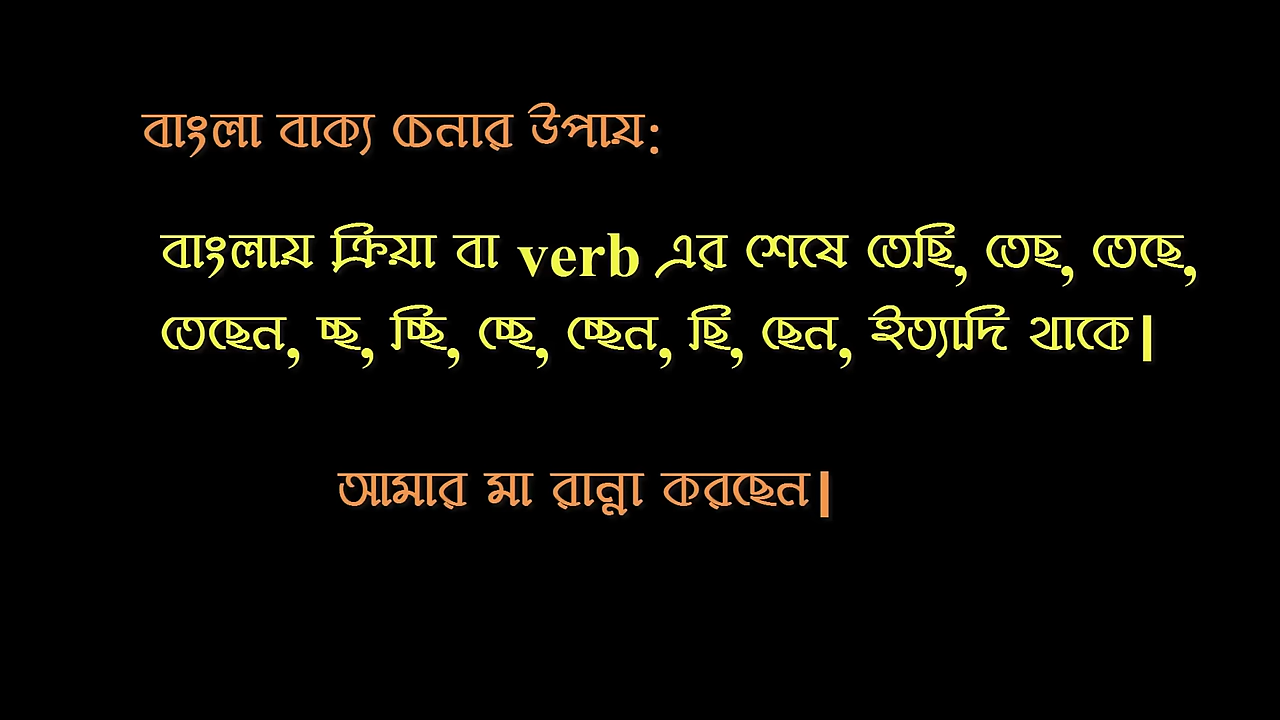 বাংলা বাক্য চেনার উপায়:
বাংলায় ক্রিয়া বা verb এর শেষে তেছি, তেছ, তেছে,
তেছেন, চ্ছ, চ্ছি, চ্ছে, চ্ছেন, ছি, ছেন, ইত্যাদি থাকে।
আমার মা রান্না করছেন।